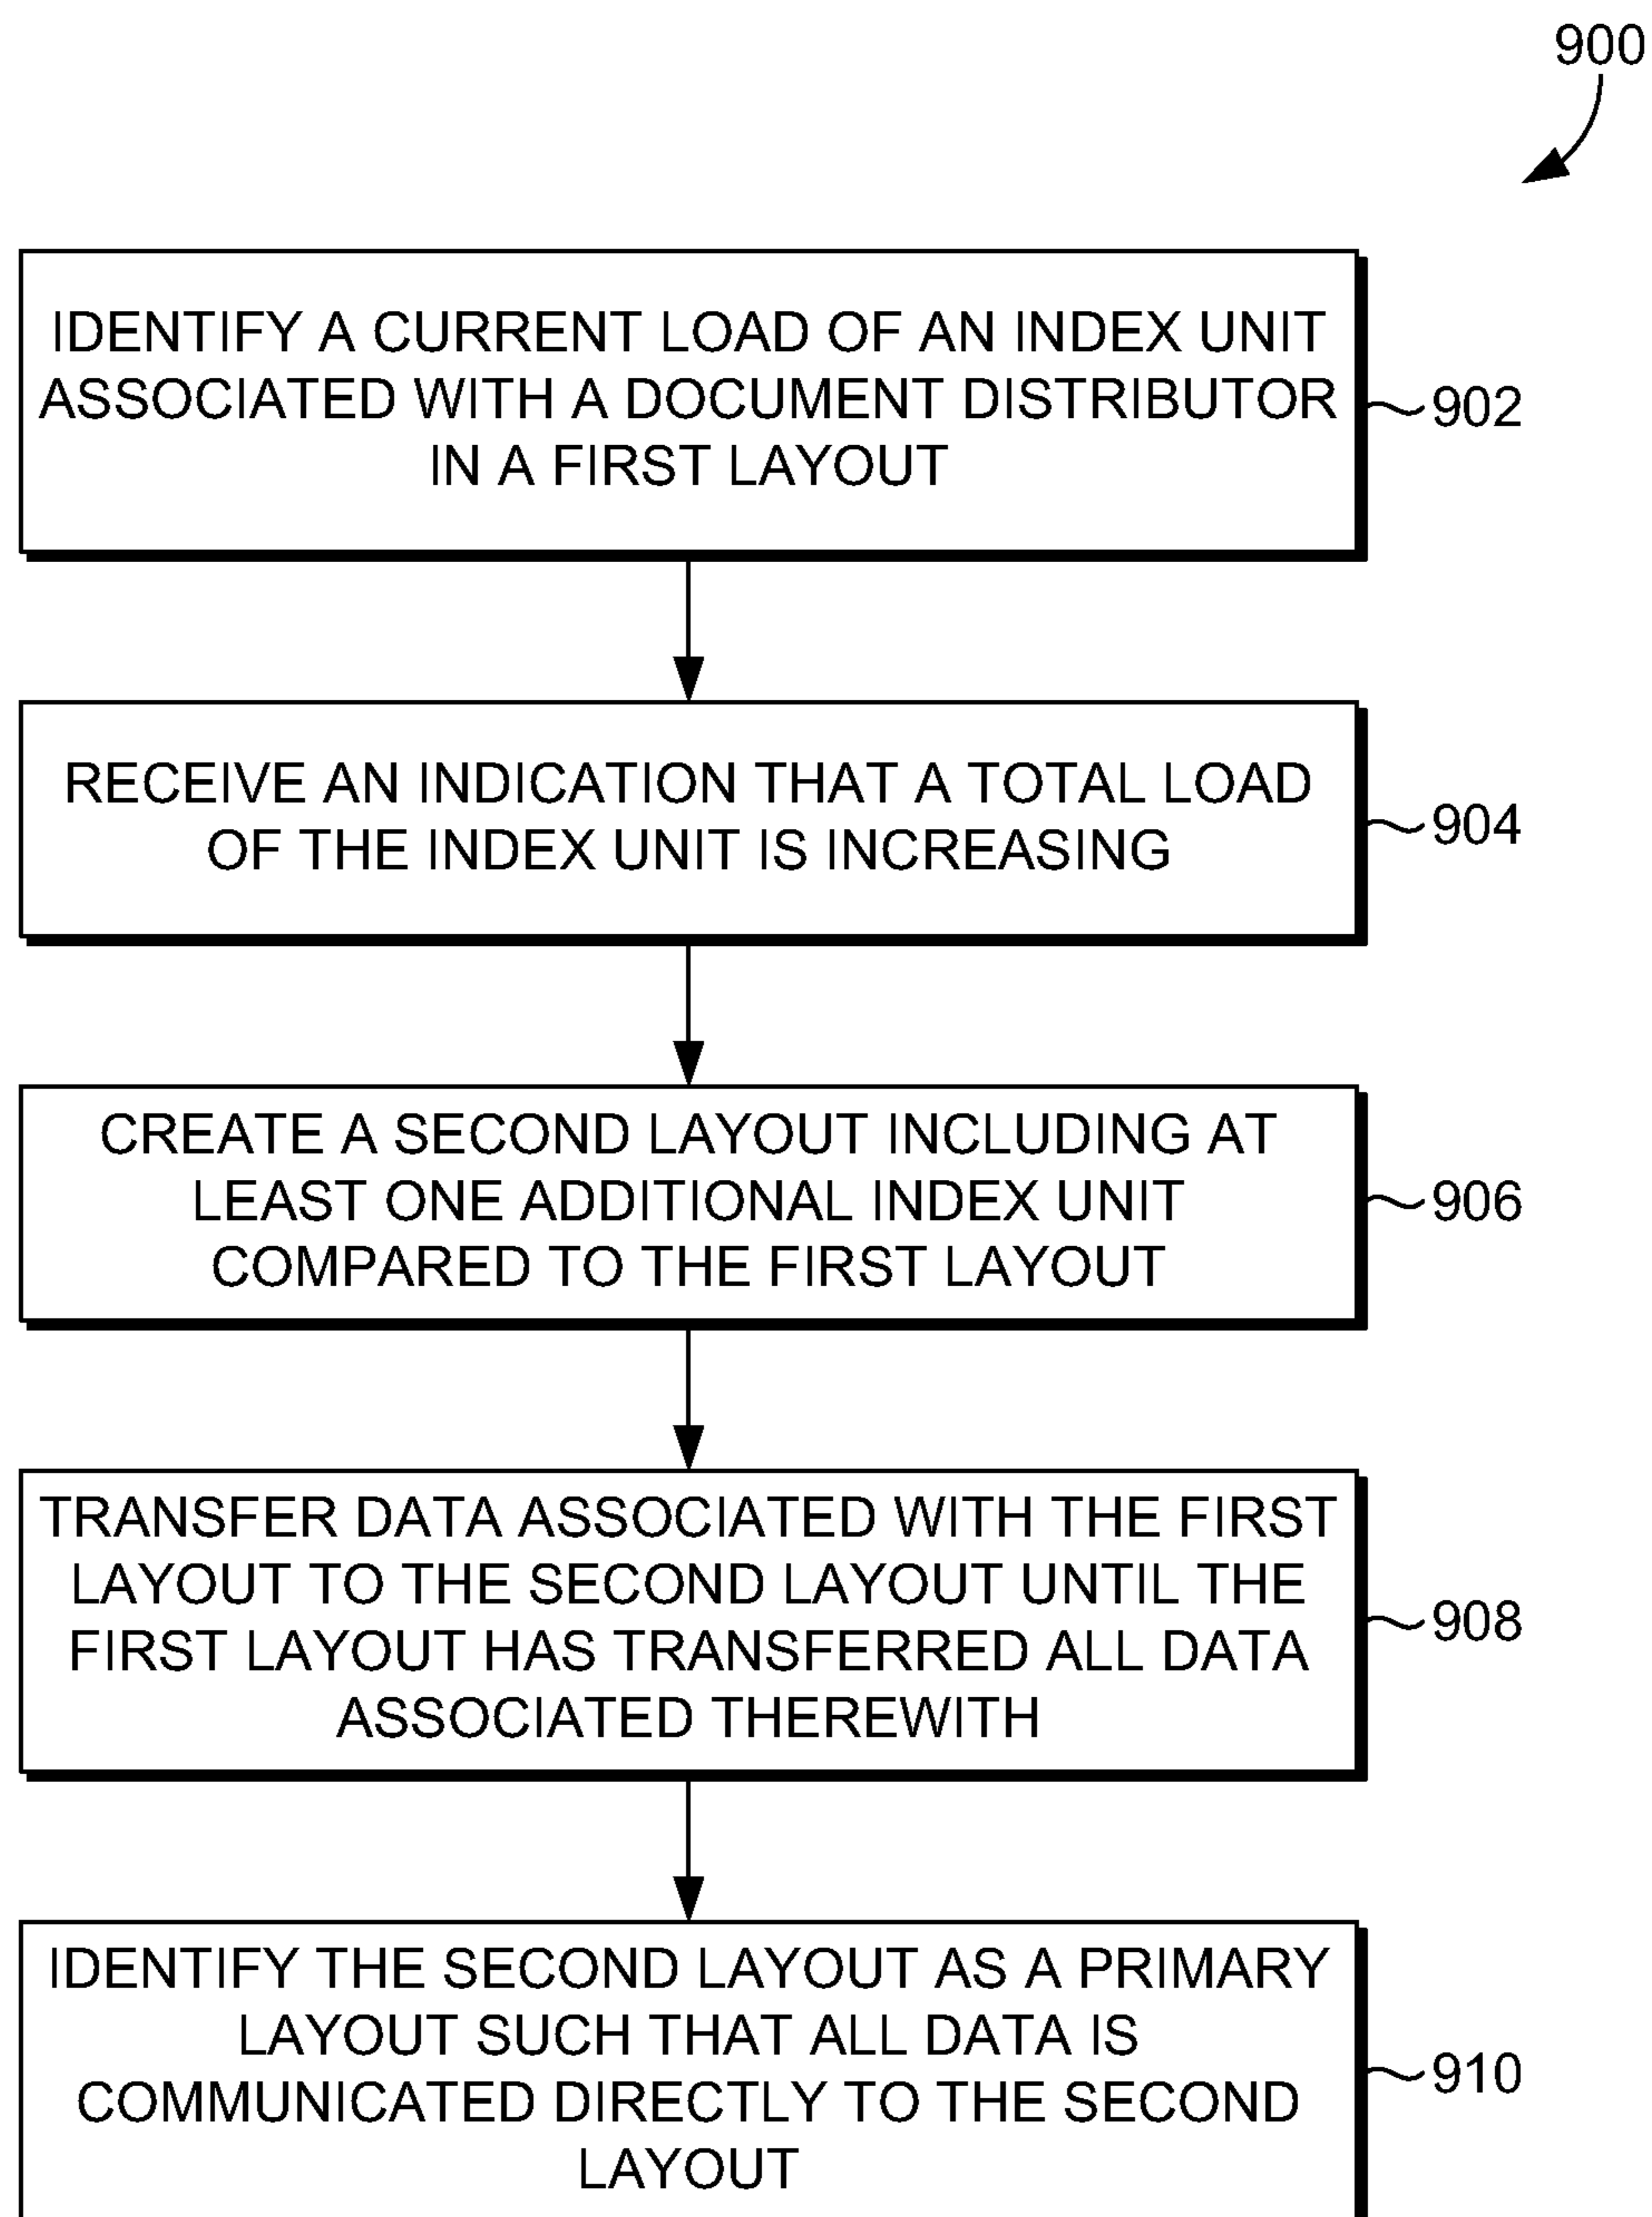 900
IDENTIFY A CURRENT LOAD OF AN INDEX UNIT
ASSOCIATED WITH A DOCUMENT DISTRIBUTOR
IN A FIRST LAYOUT
902
RECEIVE AN INDICATION THAT A TOTAL LOAD
OF THE INDEX UNIT IS INCREASING
904
CREATE A SECOND LAYOUT INCLUDING AT
LEAST ONE ADDITIONAL INDEX UNIT
COMPARED TO THE FIRST LAYOUT
906
TRANSFER DATA ASSOCIATED WITH THE FIRST
LAYOUT TO THE SECOND LAYOUT UNTIL THE
FIRST LAYOUT HAS TRANSFERRED ALL DATA
ASSOCIATED THEREWITH
908
IDENTIFY THE SECOND LAYOUT AS A PRIMARY
LAYOUT SUCH THAT ALL DATA IS
COMMUNICATED DIRECTLY TO THE SECOND
LAYOUT
910